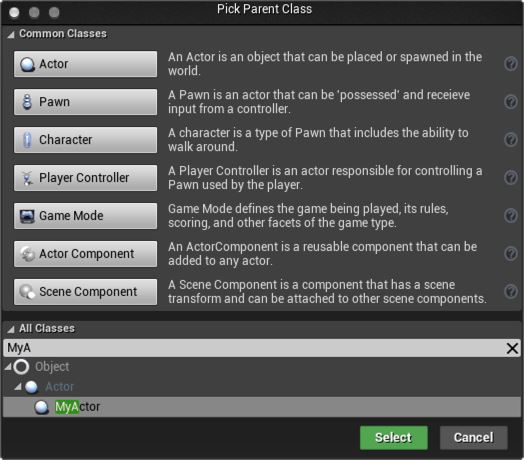 Pick Parent Class
Common Classes
Actor
An Actor is an object that can be placed or spawned in the
world.
Pawn
A Pawn is an actor that can be 'possessed' and receieve
input from a controller.
Character
A character is a type of Pawn that includes the ability to
walk around.
Player Controller
A Player Controller is an actor responsible for controlling a
Pawn used by the player.
Game Mode
Game Mode defines the game being played, its rules,
scoring, and other facets of the game type.
Actor Component
An ActorComponent is a reusable component that can be
added to any actor.
Scene Component
A Scene Component is a component that has a scene
transform and can be attached to other scene components.
All Classes
MyA
Object
Actor
MyActor
Select
Cancel